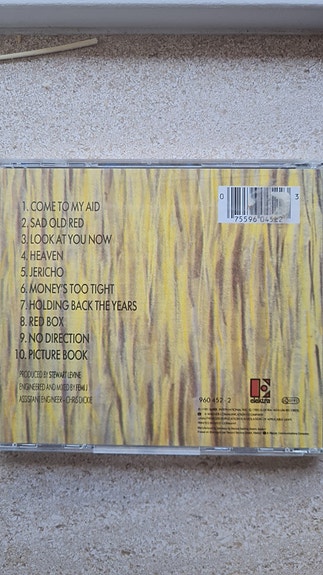 1. COME TO MY AID
2. SAD OLD RED
3. LOOK AT YOU NOW
4. HEAVEN
5. JERICHO
6. MONEY'S TOO TIGHT
7. HOLDING BACK THE YEARS
8. RED BOX
9. NO DIRECTION
10. PICTURE BOOK
PRODUCED BY STEWART LEVINE
ENGINEERED AND MIXED BY FEMI J
ASSISTANT ENGINEER - CHRIS DICKIE
0 3
75596 04522
960 452-2
elektra